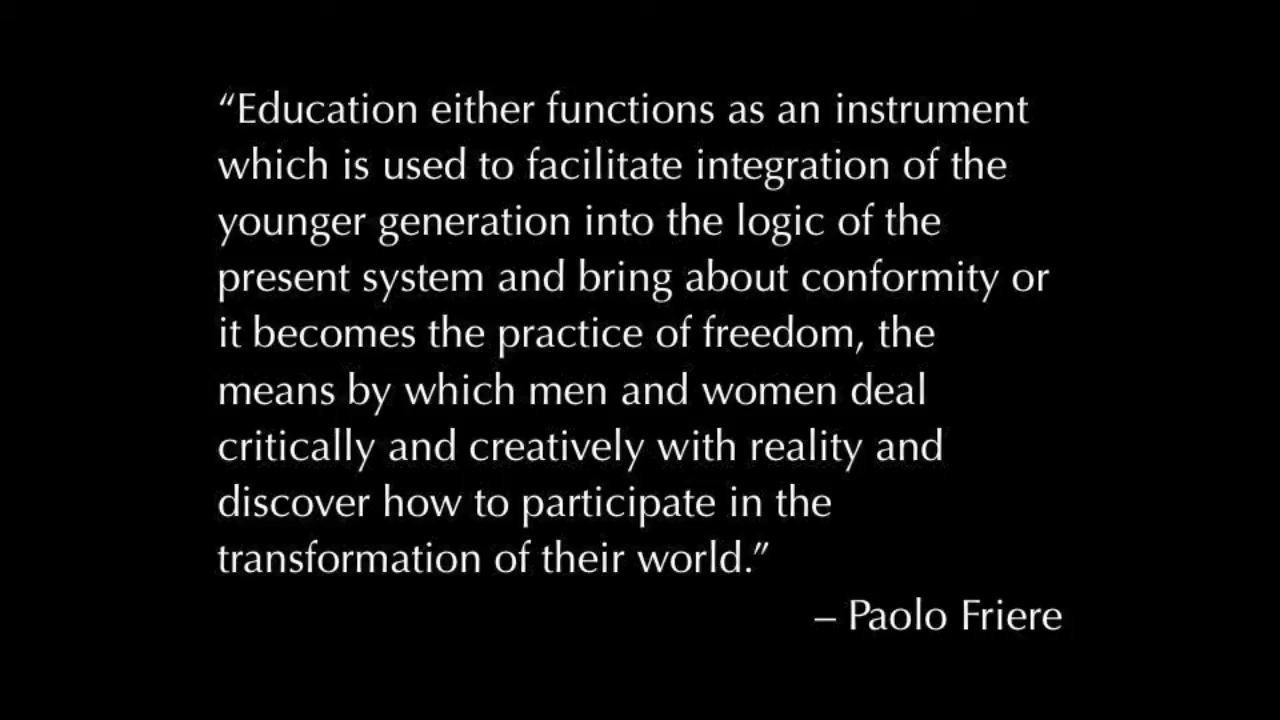 “Education either functions as an instrument
which is used to facilitate integration of the
younger generation into the logic of the
present system and bring about conformity or
it becomes the practice of freedom, the
means by which men and women deal
critically and creatively with reality and
discover how to participate in the
transformation of their world.”
– Paolo Friere